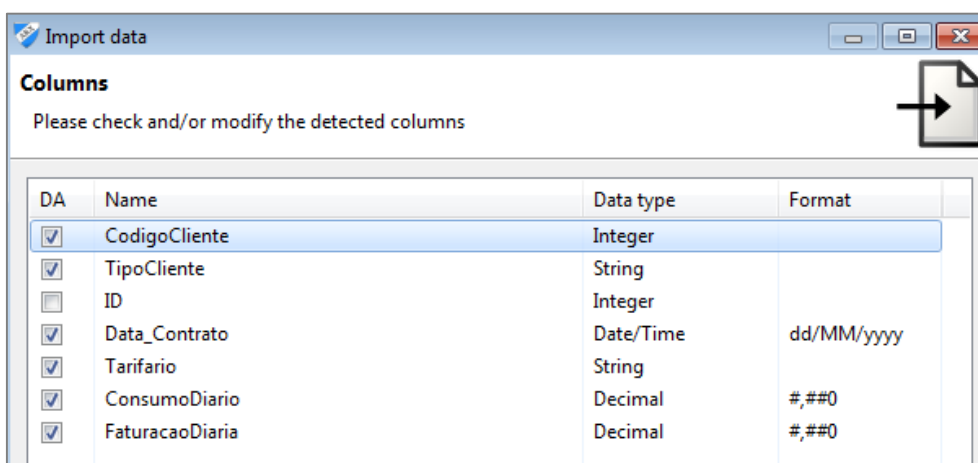 Import data
Columns
Please check and/or modify the detected columns
DA Name Data type Format
CodigoCliente Integer
TipoCliente String
ID Integer
Data_Contrato Date/Time dd/MM/yyyy
Tarifario String
ConsumoDiario Decimal #,##0
FaturacaoDiaria Decimal #,##0